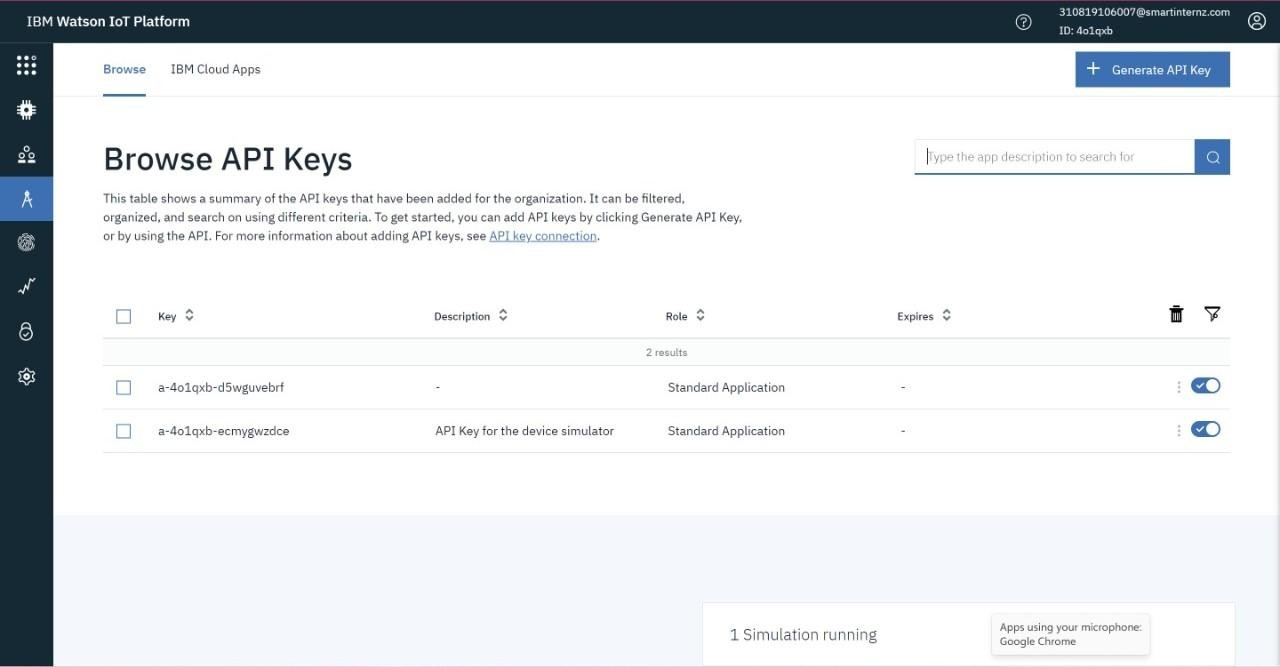 IBM Watson IoT Platform
310819106007@smartinternz.com
ID: 4o1qxb
Browse
IBM Cloud Apps
Generate API Key
Browse API Keys
Type the app description to search for
This table shows a summary of the API keys that have been added for the organization. It can be filtered,
organized, and search on using different criteria. To get started, you can add API keys by clicking Generate API Key,
or by using the API. For more information about adding API keys, see API key connection.
Key Description Role Expires
2 results
a-4o1qxb-d5wguvebrf - Standard Application -
a-4o1qxb-ecmygwzdce API Key for the device simulator Standard Application -
1 Simulation running
Apps using your microphone:
Google Chrome